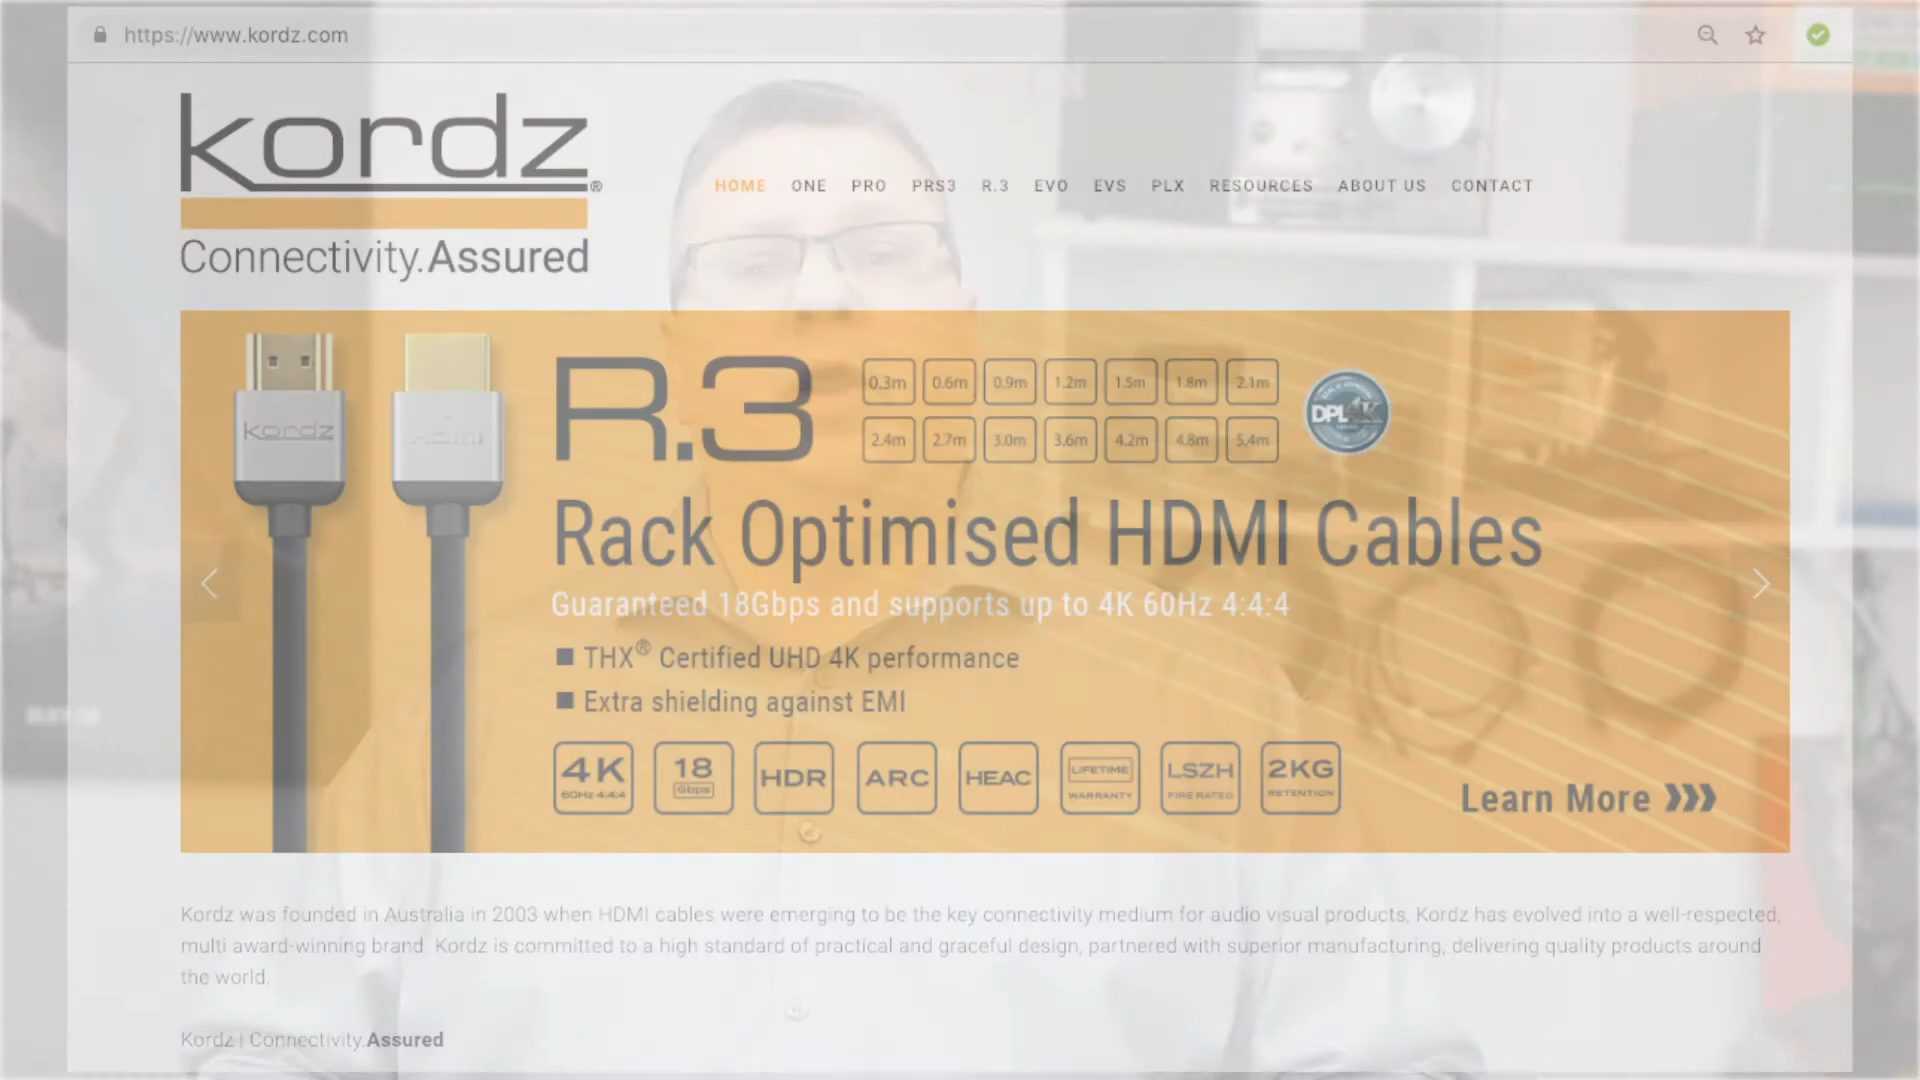 https://www.kordz.com
kordz®
Connectivity.Assured
HOME ONE PRO PRS3 R.3 EVO EVS PLX RESOURCES ABOUT US CONTACT
kordz
HDMI
R.3
0.3m 0.6m 0.9m 1.2m 1.5m 1.8m 2.1m
2.4m 2.7m 3.0m 3.6m 4.2m 4.8m 5.4m
DPL 4K
Rack Optimised HDMI Cables
Guaranteed 18Gbps and supports up to 4K 60Hz 4:4:4
■ THX® Certified UHD 4K performance
■ Extra shielding against EMI
4K 60Hz 4:4:4
18 Gbps
HDR
ARC
HEAC
LIFETIME WARRANTY
LSZH FIRE RATED
2KG RETENTION
Learn More
Kordz was founded in Australia in 2003 when HDMI cables were emerging to be the key connectivity medium for audio visual products, Kordz has evolved into a well-respected,
multi award-winning brand. Kordz is committed to a high standard of practical and graceful design, partnered with superior manufacturing, delivering quality products around
the world.
Kordz | Connectivity.Assured